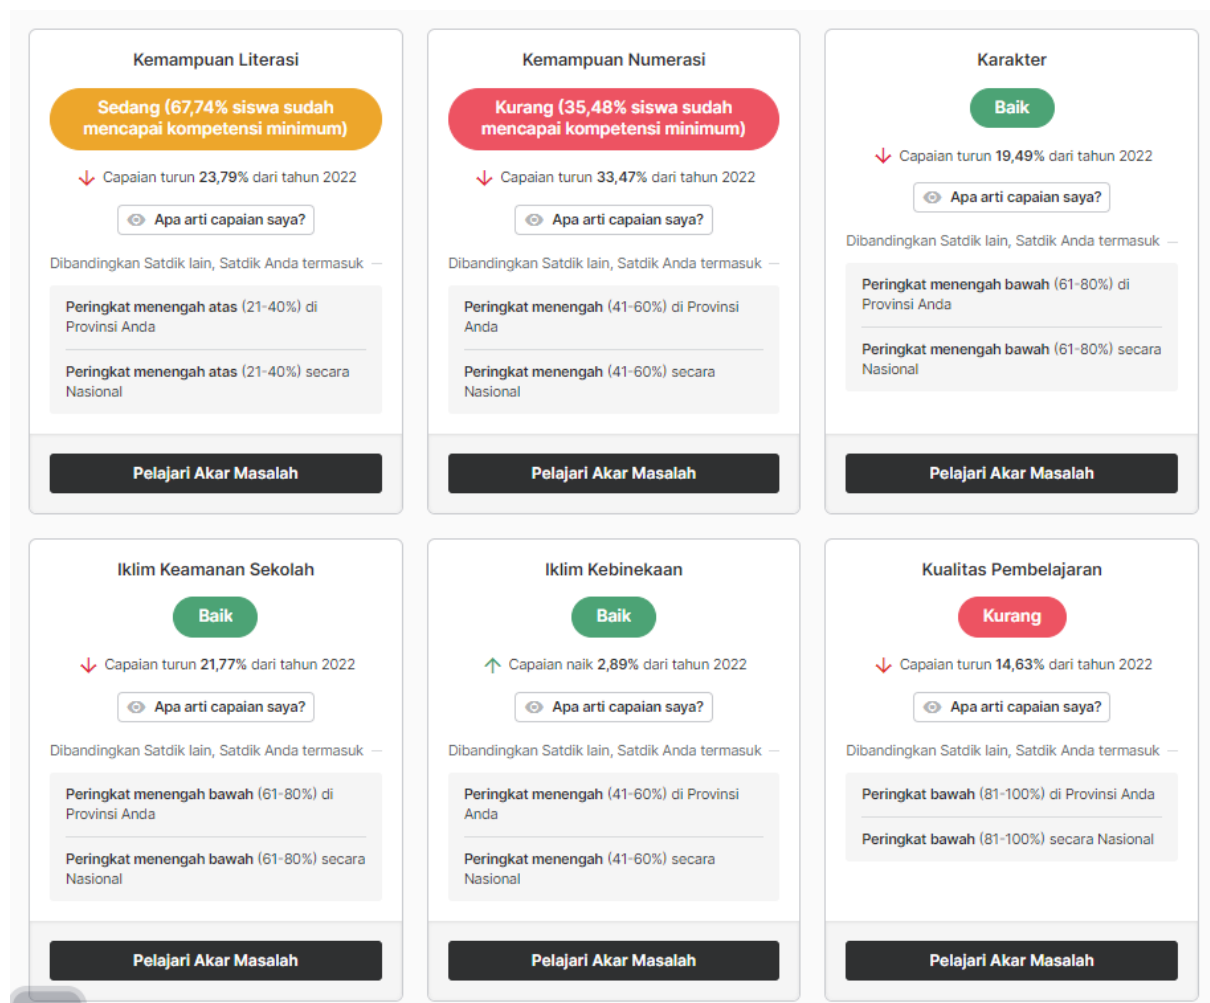 Kemampuan Literasi
Sedang (67,74% siswa sudah
mencapai kompetensi minimum)
Capaian turun 23,79% dari tahun 2022
Apa arti capaian saya?
Dibandingkan Satdik lain, Satdik Anda termasuk
Peringkat menengah atas (21-40%) di
Provinsi Anda
Peringkat menengah atas (21-40%) secara
Nasional
Pelajari Akar Masalah
Kemampuan Numerasi
Kurang (35,48% siswa sudah
mencapai kompetensi minimum)
Capaian turun 33,47% dari tahun 2022
Apa arti capaian saya?
Dibandingkan Satdik lain, Satdik Anda termasuk
Peringkat menengah (41-60%) di Provinsi
Anda
Peringkat menengah (41-60%) secara
Nasional
Pelajari Akar Masalah
Karakter
Baik
Capaian turun 19,49% dari tahun 2022
Apa arti capaian saya?
Dibandingkan Satdik lain, Satdik Anda termasuk
Peringkat menengah bawah (61-80%) di
Provinsi Anda
Peringkat menengah bawah (61-80%) secara
Nasional
Pelajari Akar Masalah
Iklim Keamanan Sekolah
Baik
Capaian turun 21,77% dari tahun 2022
Apa arti capaian saya?
Dibandingkan Satdik lain, Satdik Anda termasuk
Peringkat menengah bawah (61-80%) di
Provinsi Anda
Peringkat menengah bawah (61-80%) secara
Nasional
Pelajari Akar Masalah
Iklim Kebinekaan
Baik
Capaian naik 2,89% dari tahun 2022
Apa arti capaian saya?
Dibandingkan Satdik lain, Satdik Anda termasuk
Peringkat menengah (41-60%) di Provinsi
Anda
Peringkat menengah (41-60%) secara
Nasional
Pelajari Akar Masalah
Kualitas Pembelajaran
Kurang
Capaian turun 14,63% dari tahun 2022
Apa arti capaian saya?
Dibandingkan Satdik lain, Satdik Anda termasuk
Peringkat bawah (81-100%) di Provinsi Anda
Peringkat bawah (81-100%) secara Nasional
Pelajari Akar Masalah